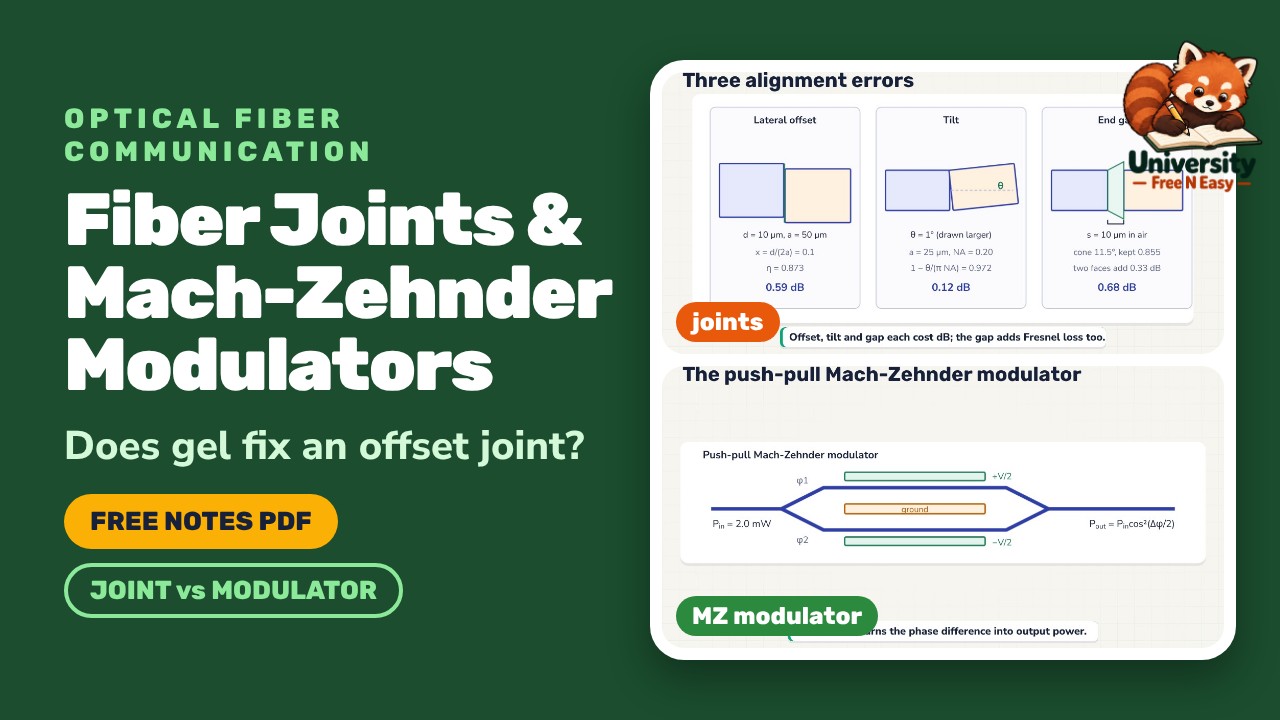 OPTICAL FIBER
COMMUNICATION
Fiber Joints &
Mach-Zehnder
Modulators
Does gel fix an offset joint?
FREE NOTES PDF
JOINT vs MODULATOR
Three alignment errors
Lateral offset
d = 10 μm, a = 50 μm
x = d/(2a) = 0.1
η = 0.873
0.59 dB
Tilt
θ
θ = 1° (drawn larger)
a = 25 μm, NA = 0.20
1 − θ/(π NA) = 0.972
0.12 dB
End
s = 10 μm in air
cone 11.5°, kept 0.855
two faces add 0.33 dB
0.68 dB
joints
Offset, tilt and gap each cost dB; the gap adds Fresnel loss too.
The push-pull Mach-Zehnder modulator
Push-pull Mach-Zehnder modulator
φ1
+V/2
ground
Pin = 2.0 mW
Pout = Pincos²(Δφ/2)
φ2
−V/2
MZ modulator
the phase difference into output power.
University
Free N Easy